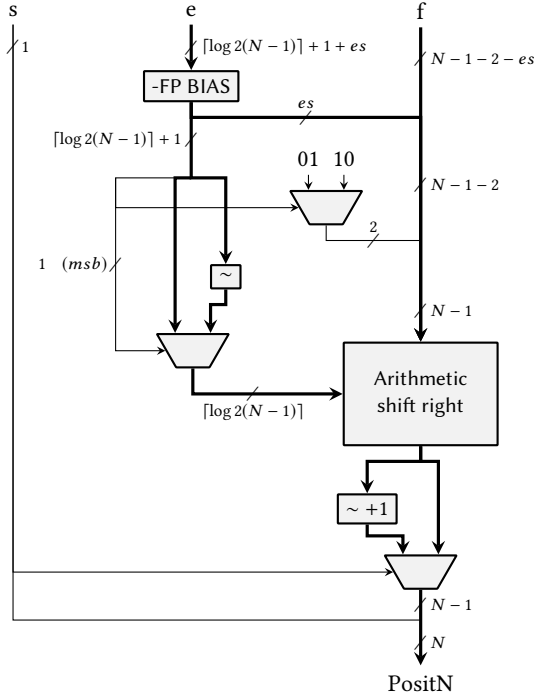 s e f
1
⌈log 2(N − 1)⌉ + 1 + es
N − 1 − 2 − es
-FP BIAS
es
⌈log 2(N − 1)⌉ + 1
01 10
N − 1 − 2
2
1 (msb)
~
N − 1
Arithmetic
shift right
⌈log 2(N − 1)⌉
~ +1
N − 1
N
PositN